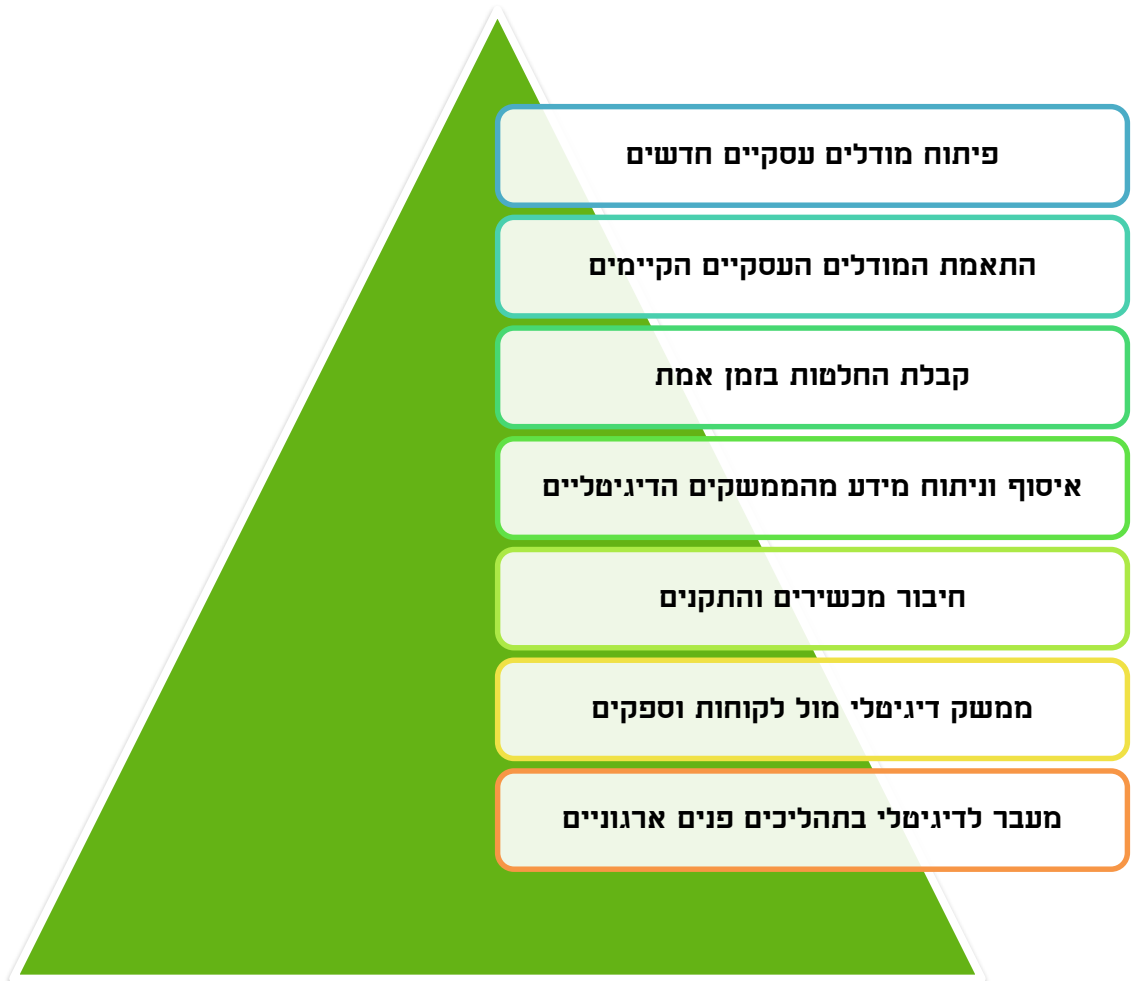 פיתוח מודלים עסקיים חדשים
התאמת המודלים העסקיים הקיימים
קבלת החלטות בזמן אמת
איסוף וניתוח מידע מהממשקים הדיגיטליים
חיבור מכשירים והתקנים
ממשק דיגיטלי מול לקוחות וספקים
מעבר לדיגיטלי בתהליכים פנים ארגוניים